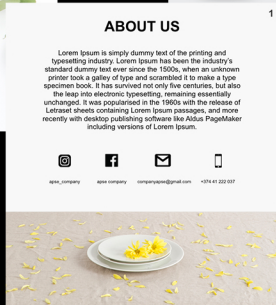 1
ABOUT US
Lorem Ipsum is simply dummy text of the printing and
typesetting industry. Lorem Ipsum has been the industry's
standard dummy text ever since the 1500s, when an unknown
printer took a galley of type and scrambled it to make a type
specimen book. It has survived not only five centuries, but also
the leap into electronic typesetting, remaining essentially
unchanged. It was popularised in the 1960s with the release of
Letraset sheets containing Lorem Ipsum passages, and more
recently with desktop publishing software like Aldus PageMaker
including versions of Lorem Ipsum.
apse_company
apse company
companyapse@gmail.com
+374 41 222 037